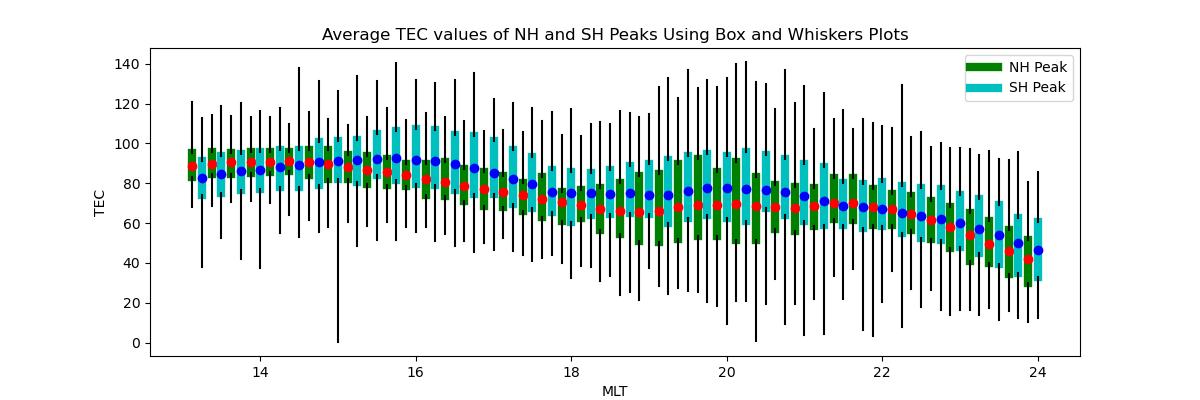 Average TEC values of NH and SH Peaks Using Box and Whiskers Plots
NH Peak
SH Peak
TEC
140
120
100
80
60
40
20
0
14
16
18
20
22
24
MLT